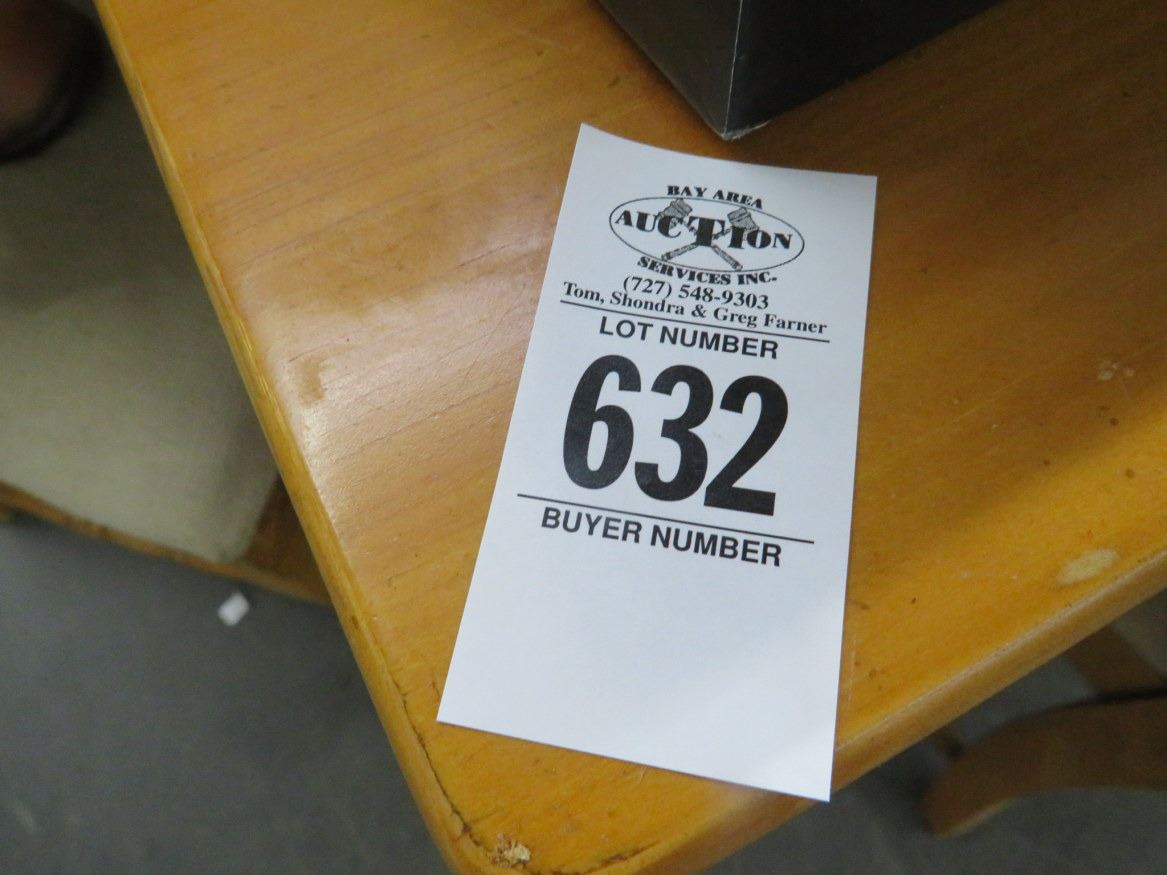 BAY AREA
AUCTION
SERVICES INC.
(727) 548-9303
Tom, Shondra & Greg Farner
LOT NUMBER
632
BUYER NUMBER